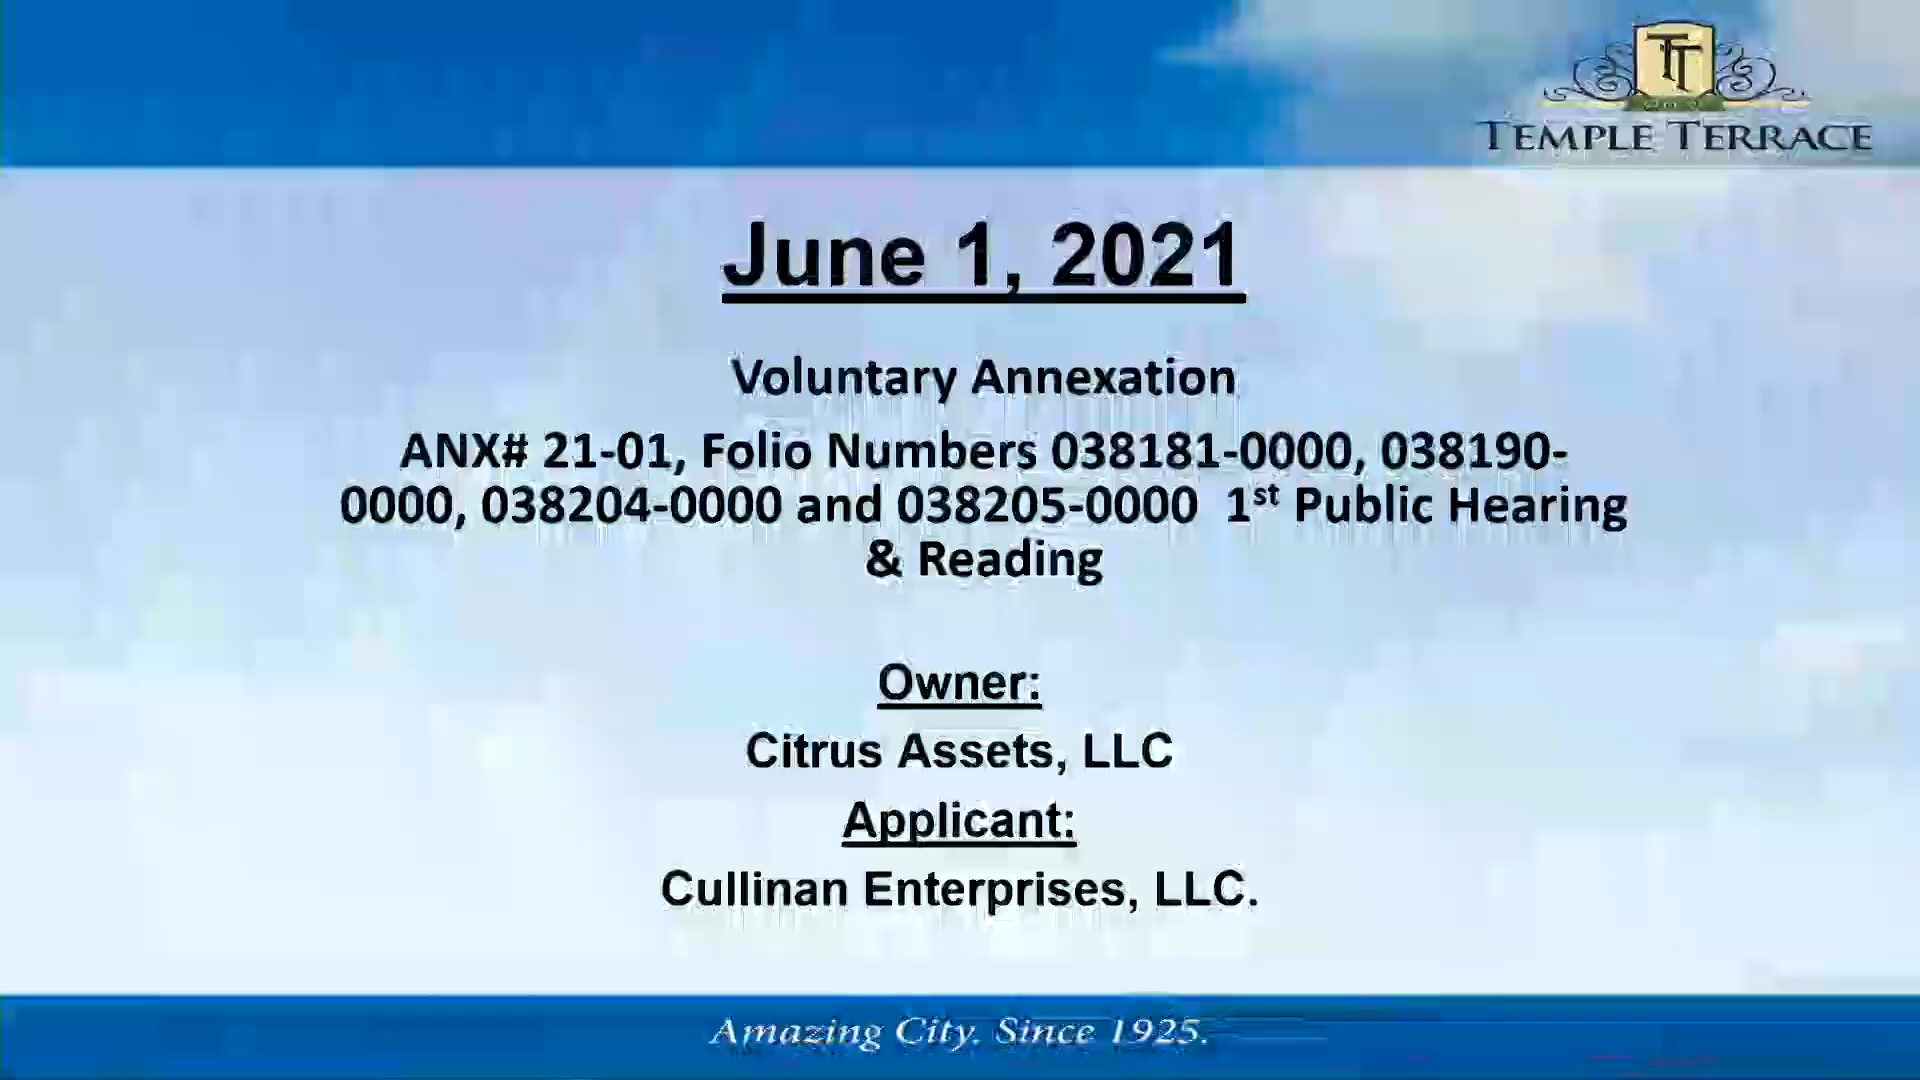 TT
TEMPLE TERRACE
June 1, 2021
Voluntary Annexation
ANX# 21-01, Folio Numbers 038181-0000, 038190-
0000, 038204-0000 and 038205-0000 1st Public Hearing
& Reading
Owner:
Citrus Assets, LLC
Applicant:
Cullinan Enterprises, LLC.
Amazing City. Since 1925.